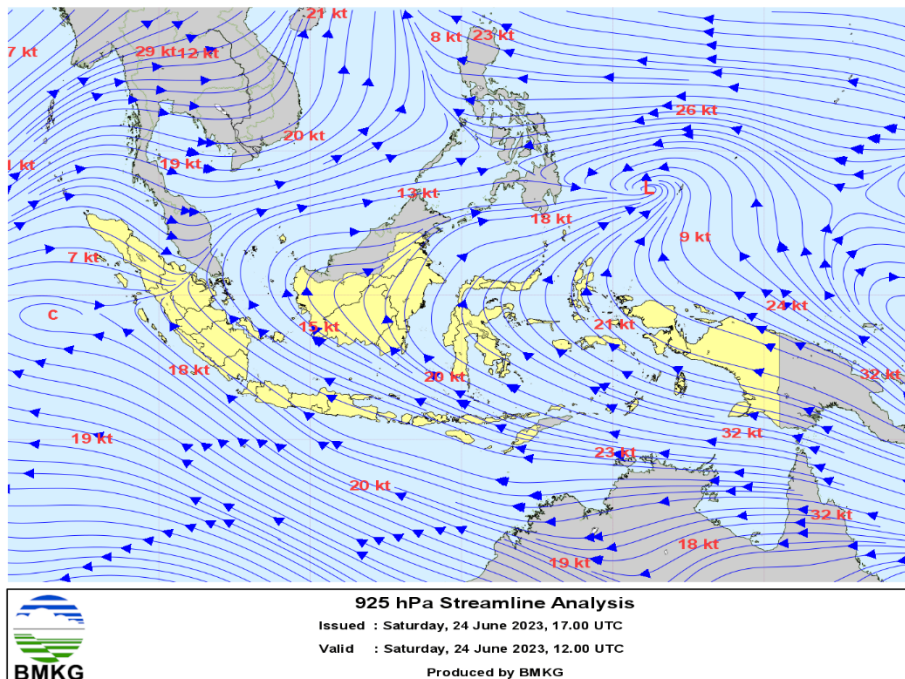 21 kt
8 kt
23 kt
7 kt
29 kt
12 kt
26 kt
20 kt
1 kt
19 kt
13 kt
L
18 kt
9 kt
7 kt
C
24 kt
15 kt
21 kt
18 kt
20 kt
32 kt
19 kt
32 kt
23 kt
20 kt
32 kt
18 kt
19 kt
925 hPa Streamline Analysis
Issued : Saturday, 24 June 2023, 17.00 UTC
Valid : Saturday, 24 June 2023, 12.00 UTC
Produced by BMKG
BMKG